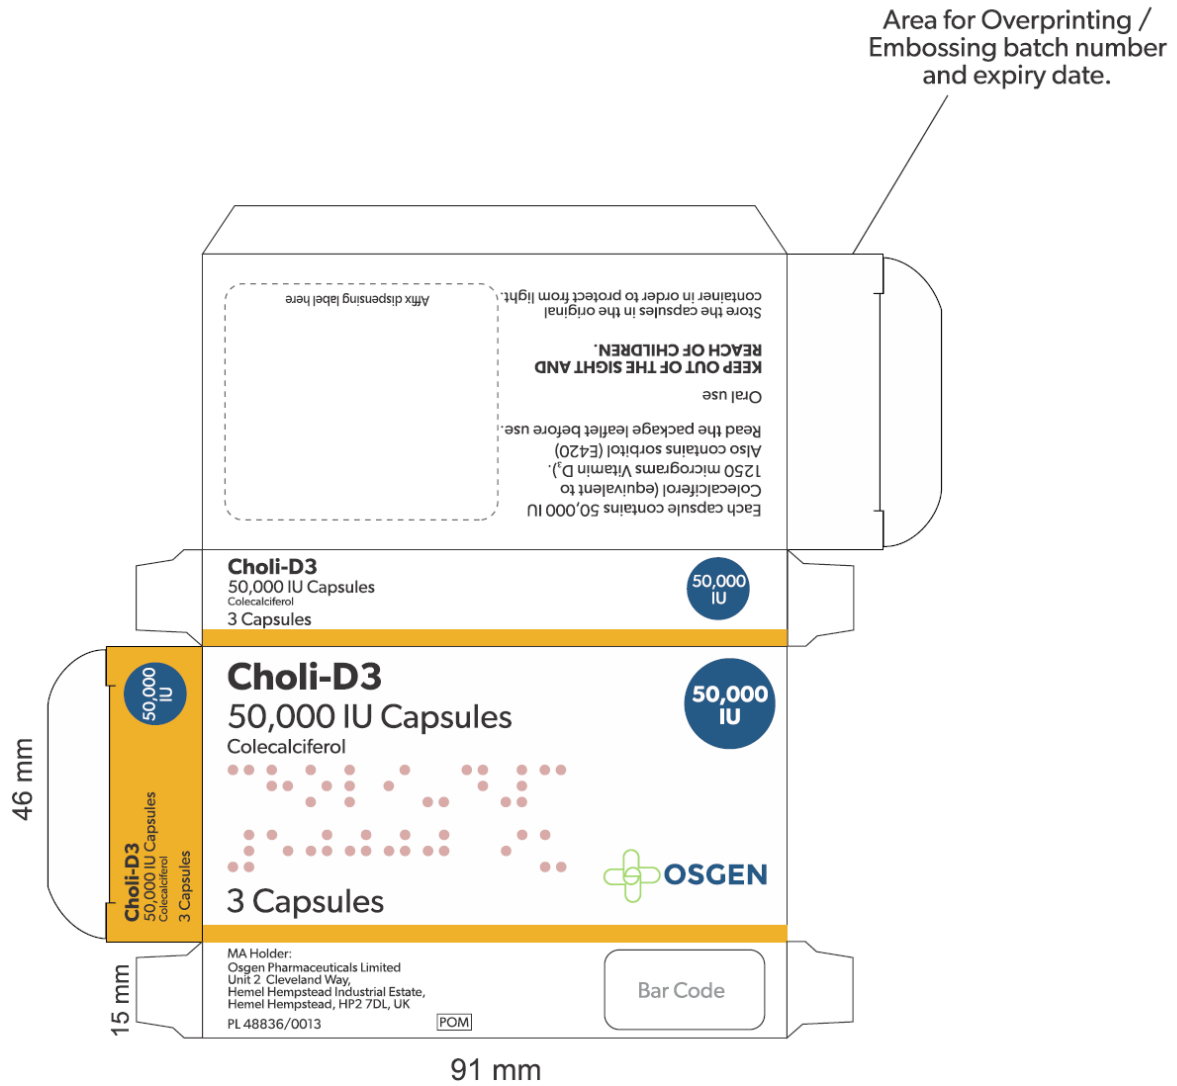 Area for Overprinting /
Embossing batch number
and expiry date.
Each capsule contains 50,000 IU
Colecalciferol (equivalent to
1250 micrograms Vitamin D₃).
Also contains sorbitol (E420)
Read the package leaflet before use.
Oral use
KEEP OUT OF THE SIGHT AND
REACH OF CHILDREN.
Store the capsules in the original
container in order to protect from light.
Affix dispensing label here
Choli-D3
50,000 IU Capsules
Colecalciferol
3 Capsules
50,000
IU
Choli-D3
50,000 IU Capsules
Colecalciferol
3 Capsules
50,000
IU
Choli-D3
50,000 IU Capsules
Colecalciferol
50,000
IU
3 Capsules
OSGEN
MA Holder:
Osgen Pharmaceuticals Limited
Unit 2 Cleveland Way,
Hemel Hempstead Industrial Estate,
Hemel Hempstead, HP2 7DL, UK
PL 48836/0013
POM
Bar Code
46 mm
15 mm
91 mm